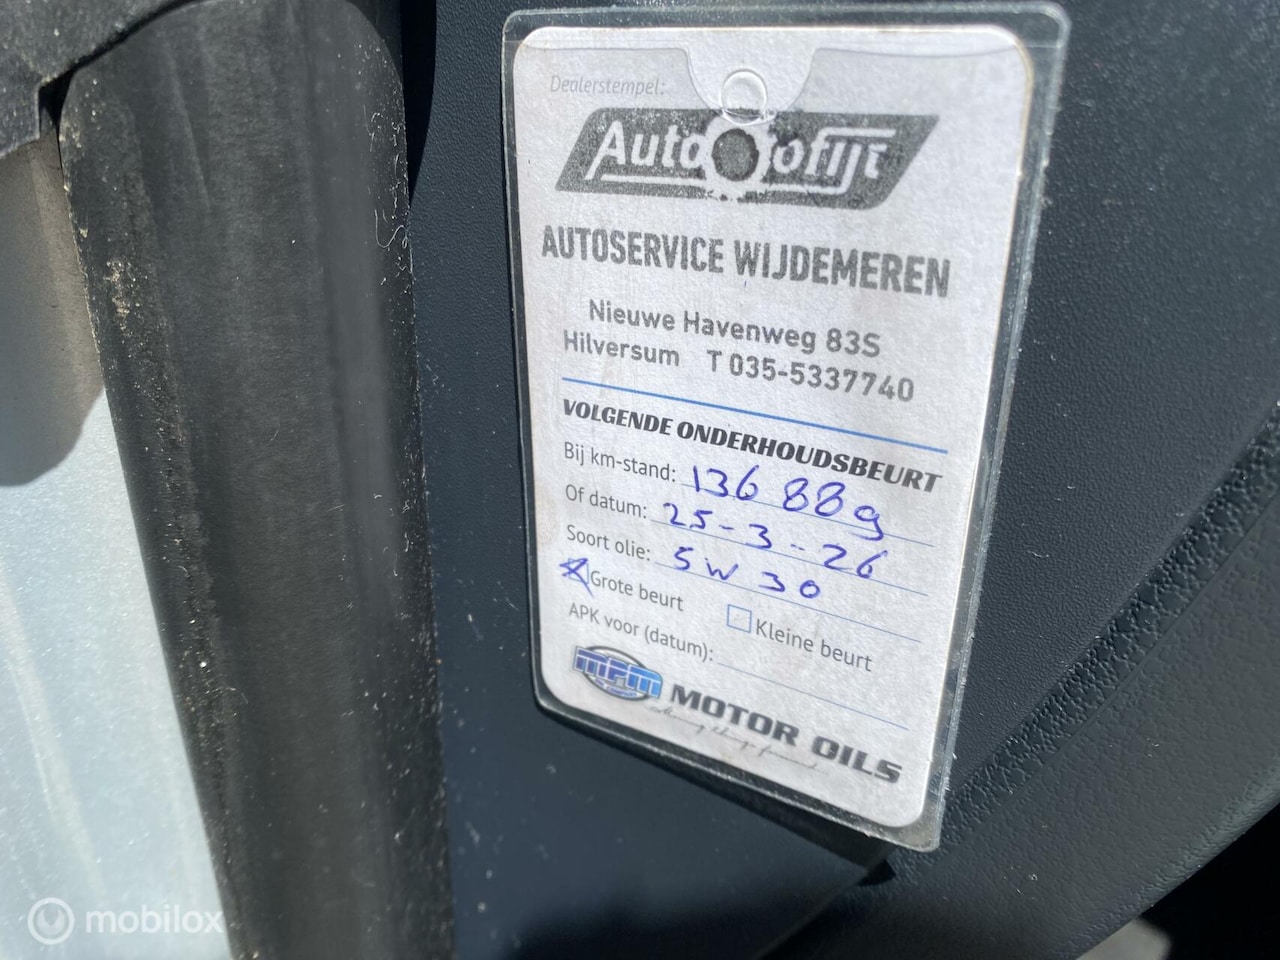 Dealerstempel:
AUTOSERVICE WIJDEMEREN
Nieuwe Havenweg 83S
Hilversum T 035-5337740
VOLGENDE ONDERHOUDSBEURT
Bij km-stand: 136 889
Of datum: 25-3-26
Soort olie: 5W30
Grote beurt
Kleine beurt
APK voor (datum):
MPM MOTOR OILS
mobilox